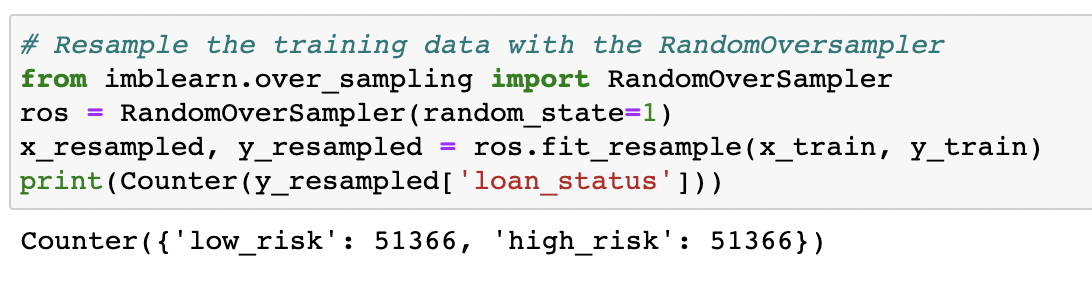 # Resample the training data with the RandomOversampler
from imblearn.over_sampling import RandomOverSampler
ros = RandomOverSampler(random_state=1)
x_resampled, y_resampled = ros.fit_resample(x_train, y_train)
print(Counter(y_resampled['loan_status']))
Counter({'low_risk': 51366, 'high_risk': 51366})